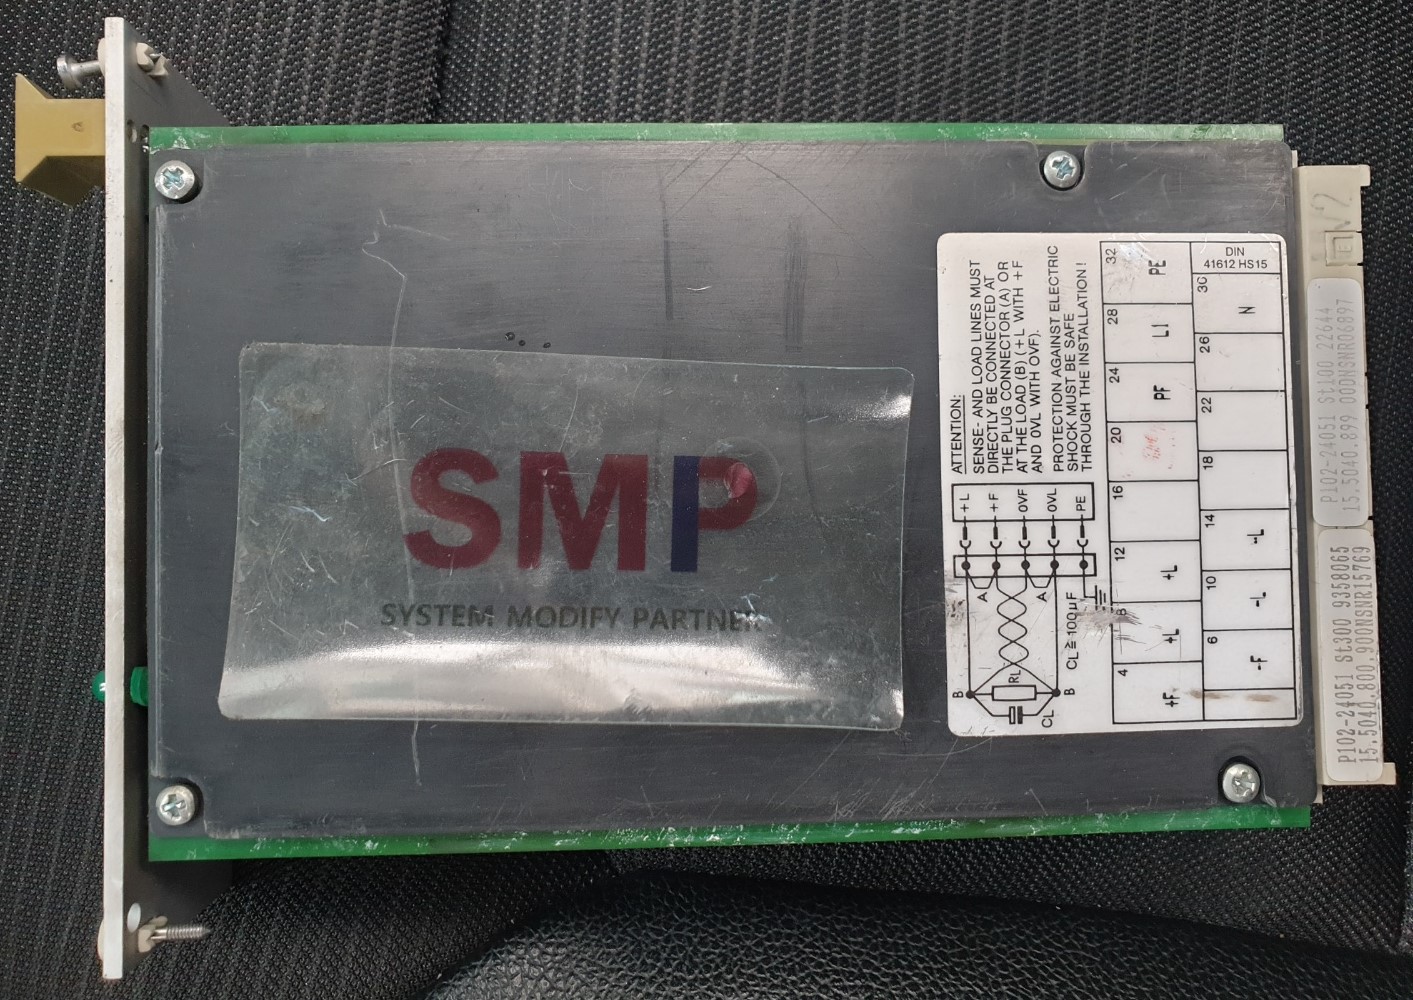 SMP
SYSTEM MODIFY PARTNER
ATTENTION:
SENSE- AND LOAD LINES MUST
DIRECTLY BE CONNECTED AT
THE PLUG CONNECTOR (A) OR
AT THE LOAD (B) (+L WITH +F
AND 0VL WITH 0VF).
PROTECTION AGAINST ELECTRIC
SHOCK MUST BE SAFE
THROUGH THE INSTALLATION!
+L
+F
0VF
0VL
PE
A
A
B
B
RL
CL
CL ≥ 100 µF
4 +F
8 +L
12 +L
16
20
24 PF
28 L1
32 PE
6 -F
10 -L
14 -L
18
22
26
30 N
DIN
41612 HS15
P102-24051 St100 22644
15.5040.899 00DNSNR06897
P102-24051 St300 9358065
15.5040.800.900NSNR15769